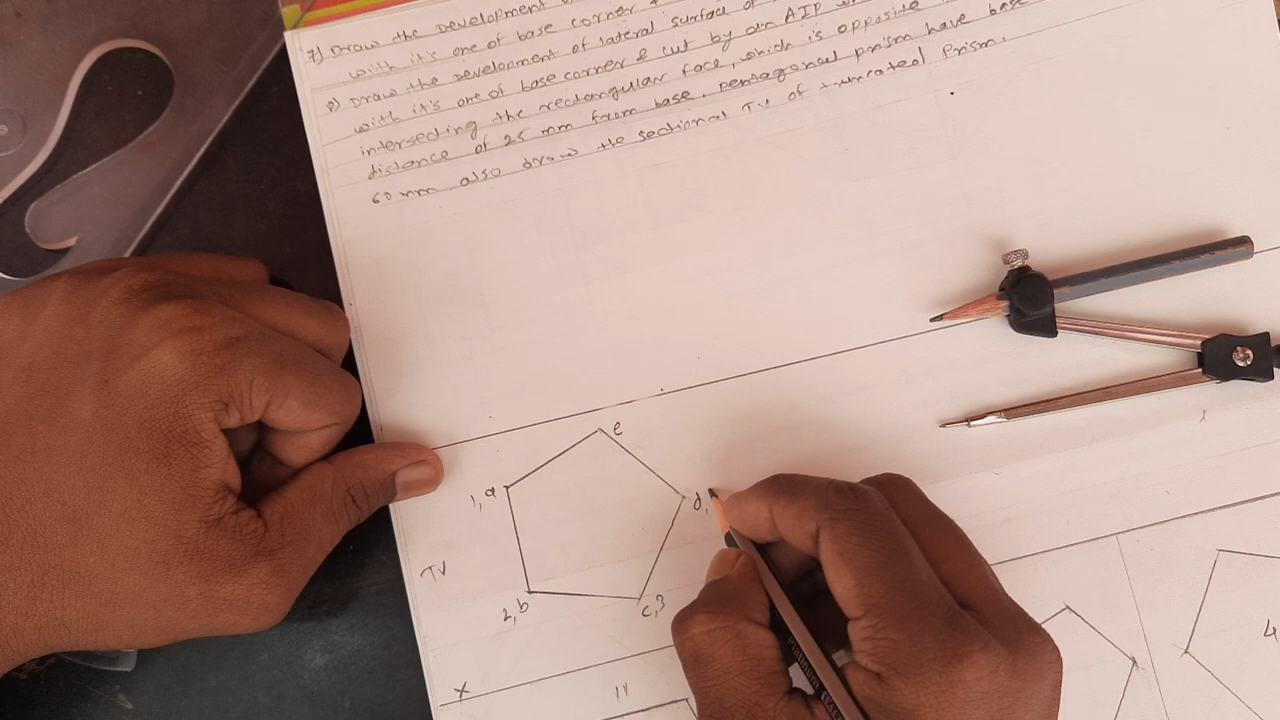 7) Draw the development
with it's one of base corner &
8) Draw the development of lateral surface of
with it's one of base corner & cut by an AIP
intersecting the rectangular face, which is opposite
distance of 25 mm from base. pentagonal prism have base
60 mm also draw the sectional TV of truncated Prism.
e
1, a
d,
TV
2, b
c, 3
X
1'
4
Platinum